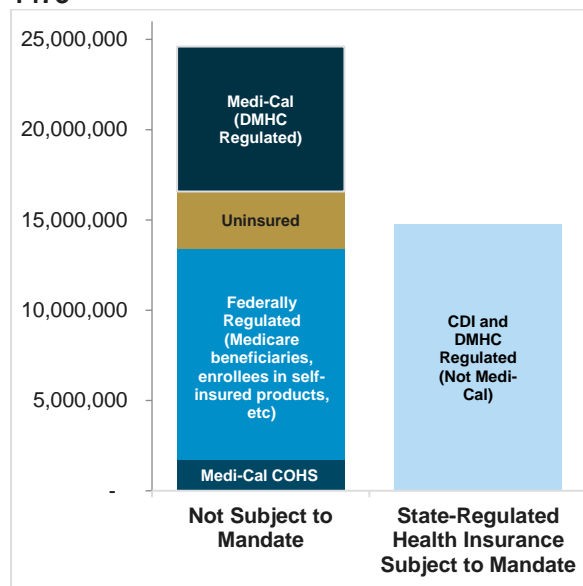 25,000,000
20,000,000
15,000,000
10,000,000
5,000,000
-
Medi-Cal
(DMHC
Regulated)
Uninsured
Federally
Regulated
(Medicare
beneficiaries,
enrollees in self-
insured products,
etc)
Medi-Cal COHS
CDI and
DMHC
Regulated
(Not Medi-
Cal)
Not Subject to
Mandate
State-Regulated
Health Insurance
Subject to Mandate